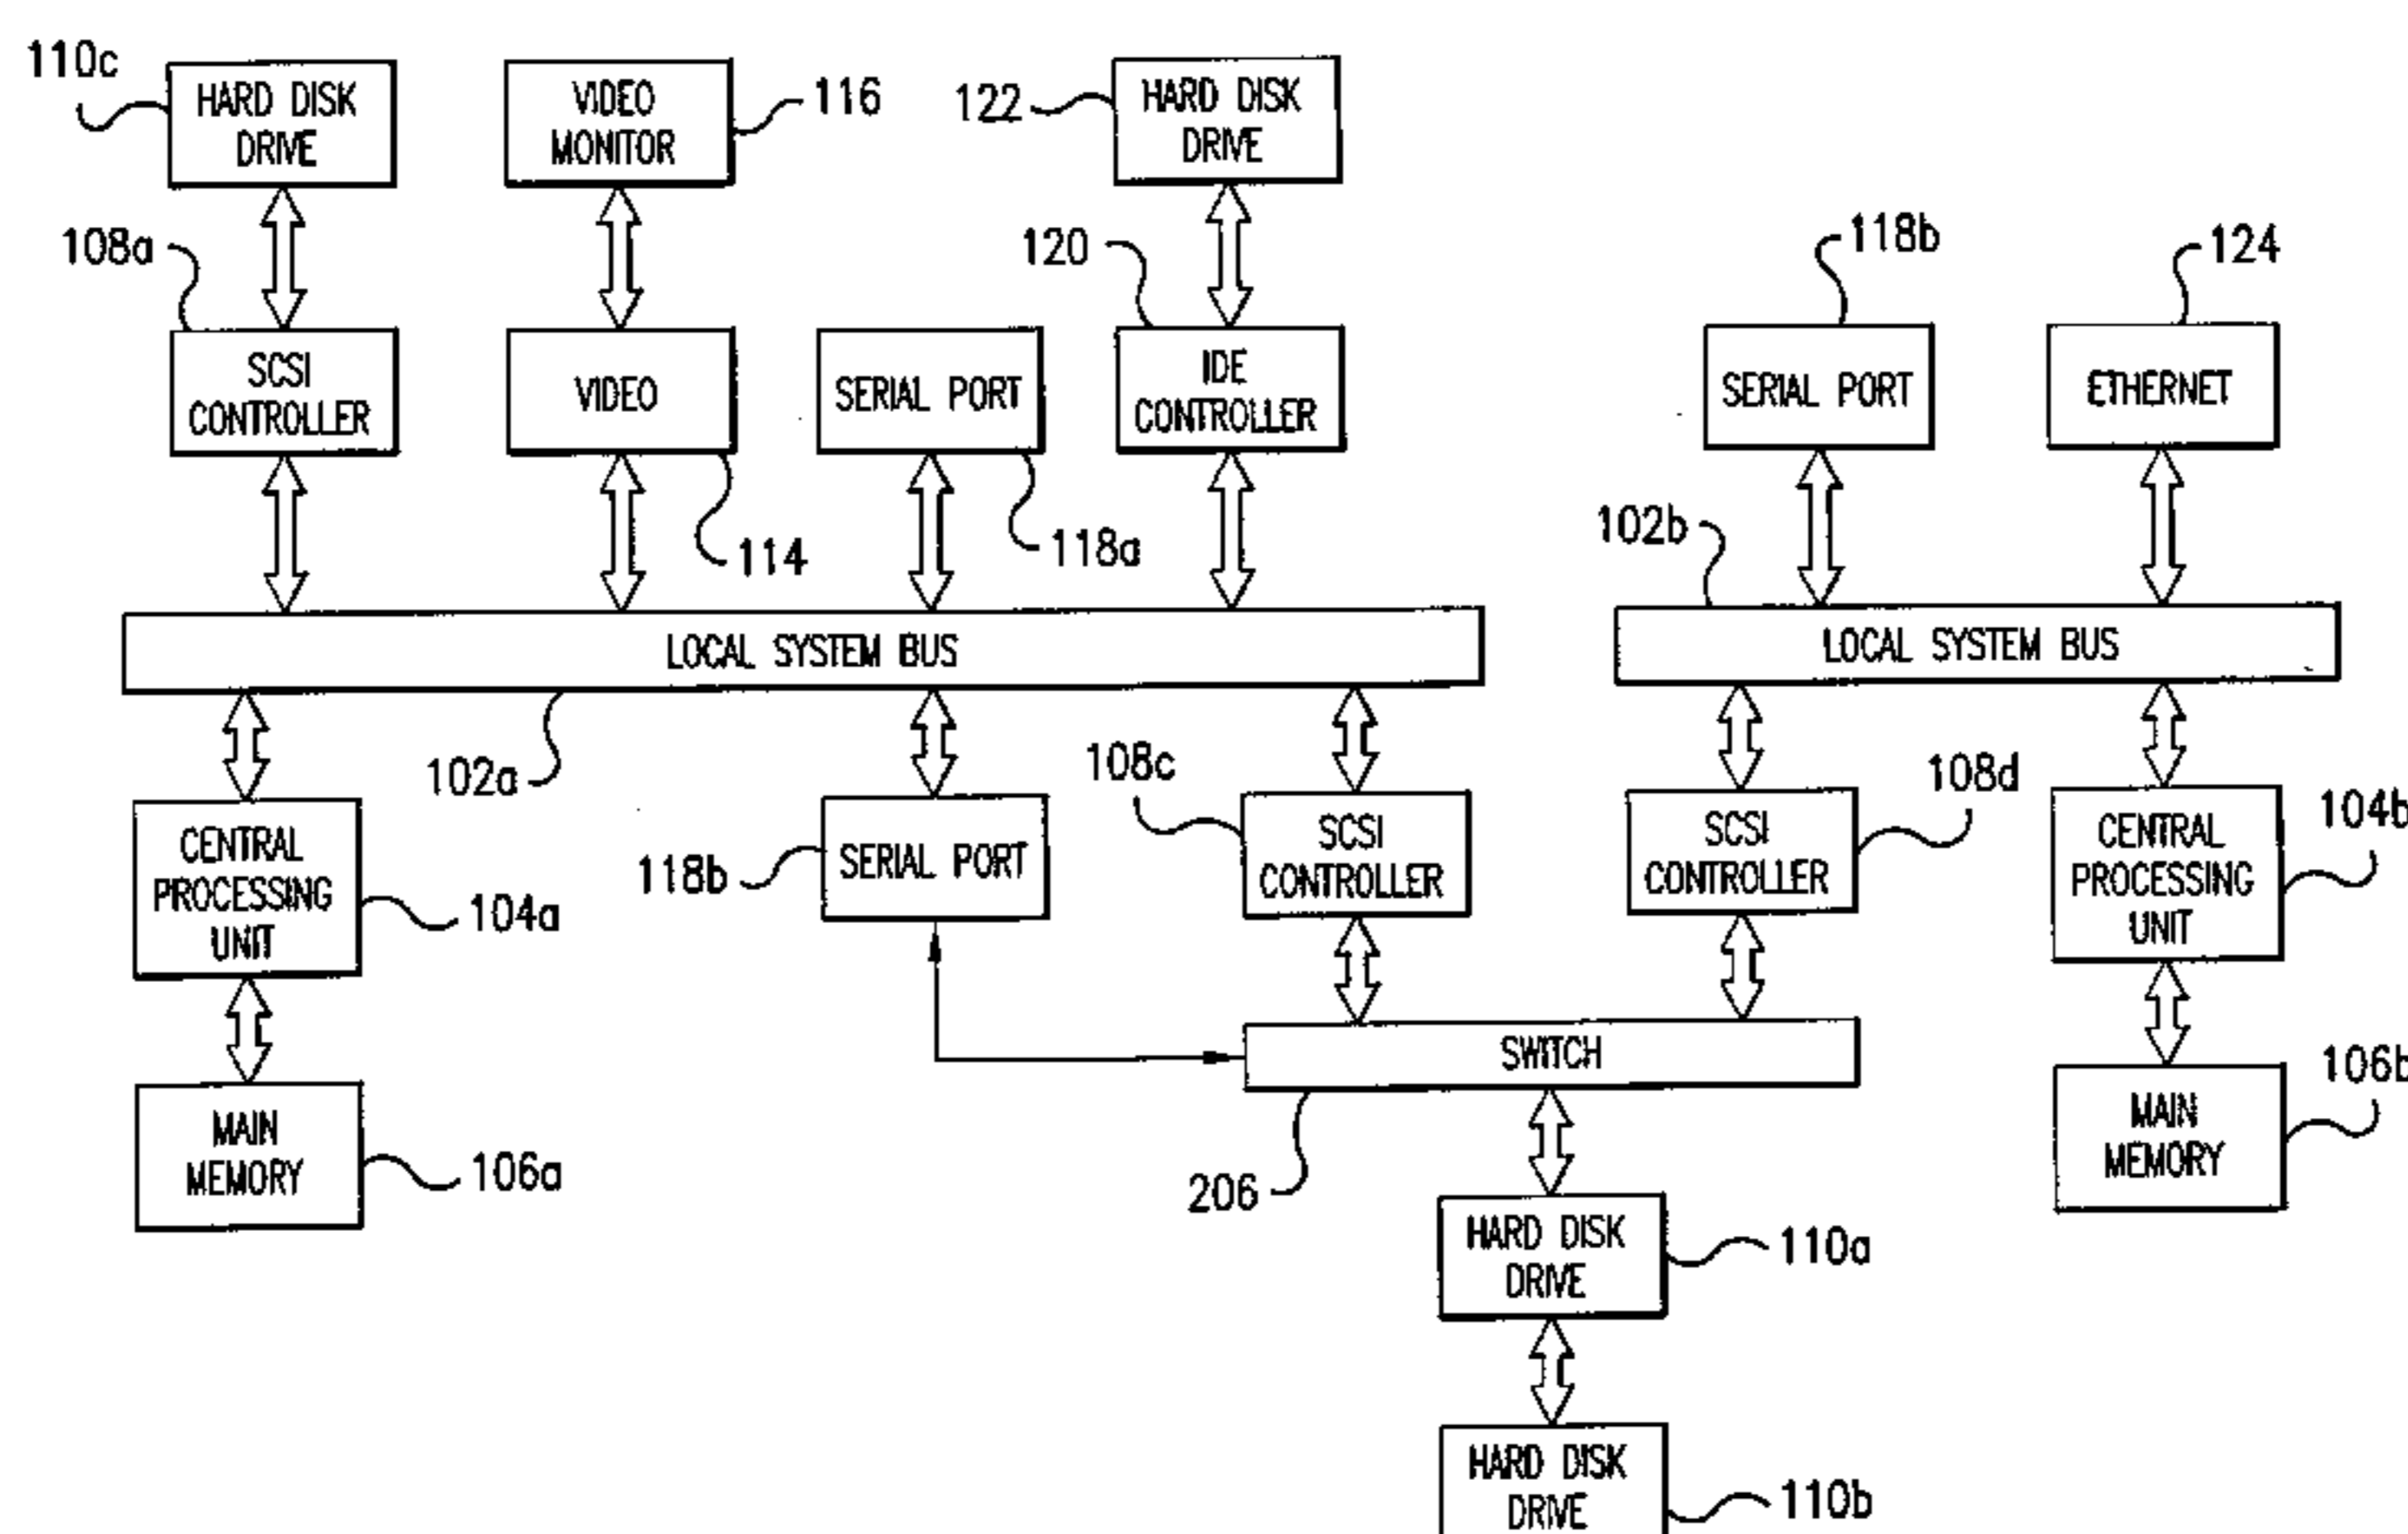 110c
HARD DISK
DRIVE
VIDEO
MONITOR
116
122
HARD DISK
DRIVE
108a
SCSI
CONTROLLER
VIDEO
114
SERIAL PORT
118a
120
IDE
CONTROLLER
118b
SERIAL PORT
124
ETHERNET
LOCAL SYSTEM BUS
102a
102b
LOCAL SYSTEM BUS
CENTRAL
PROCESSING
UNIT
104a
118b
SERIAL PORT
108c
SCSI
CONTROLLER
SCSI
CONTROLLER
108d
CENTRAL
PROCESSING
UNIT
104b
MAIN
MEMORY
106a
SWITCH
206
MAIN
MEMORY
106b
HARD DISK
DRIVE
110a
HARD DISK
DRIVE
110b